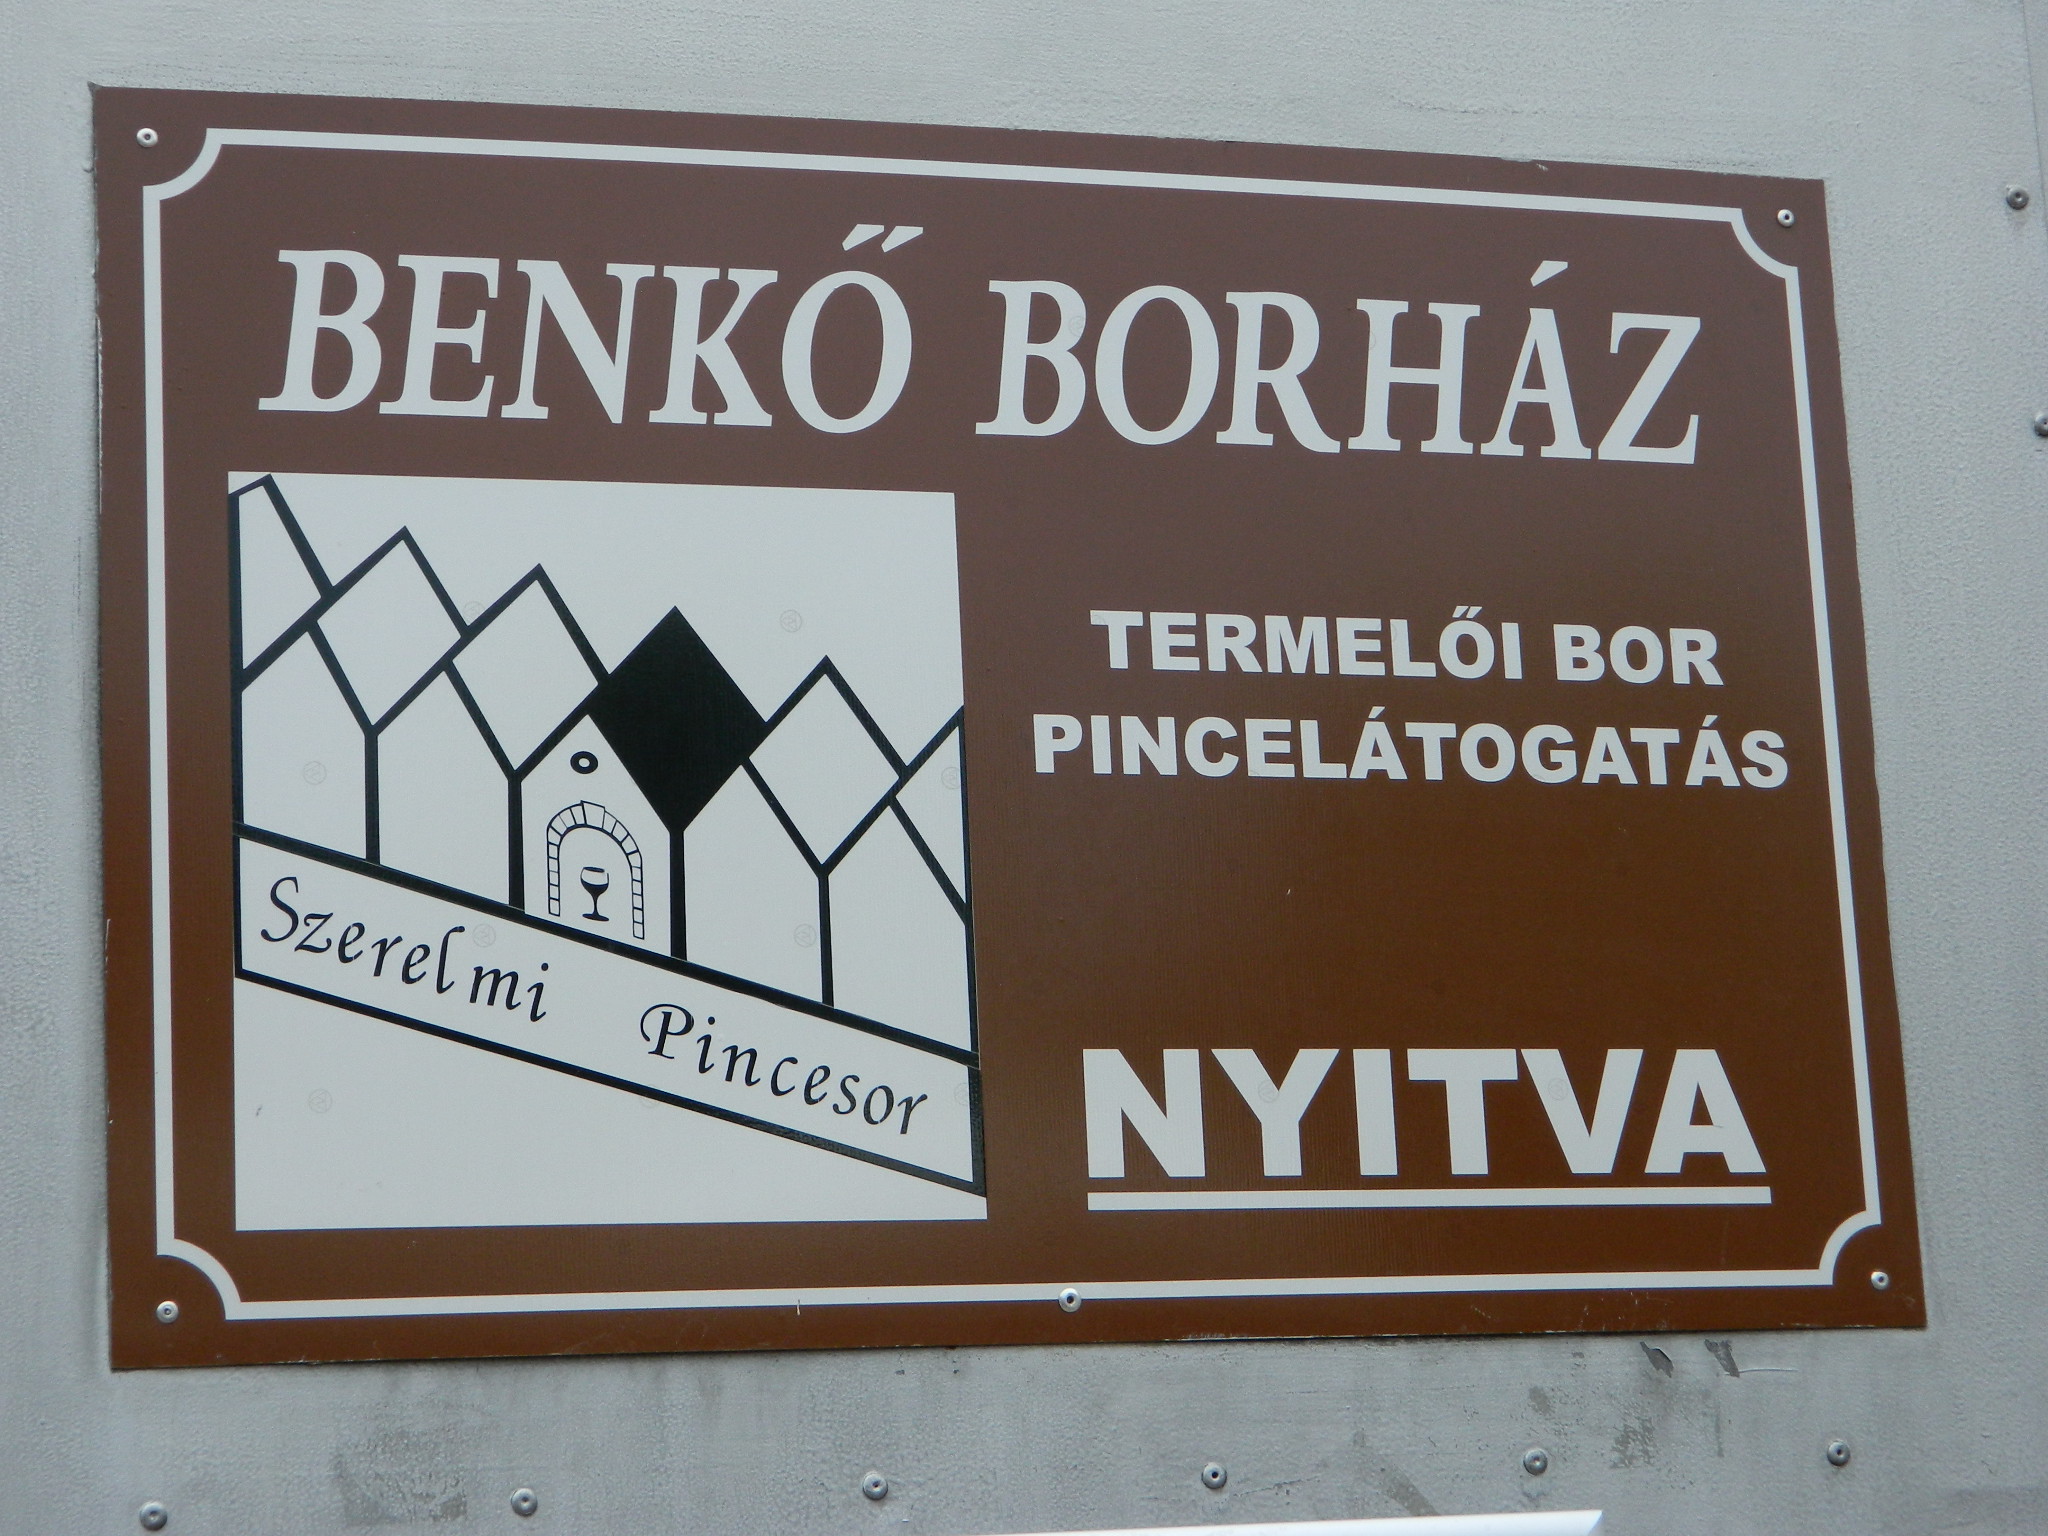 BENKŐ BORHÁZ
TERMELŐI BOR
PINCELÁTOGATÁS
Szerelmi Pincesor
NYITVA